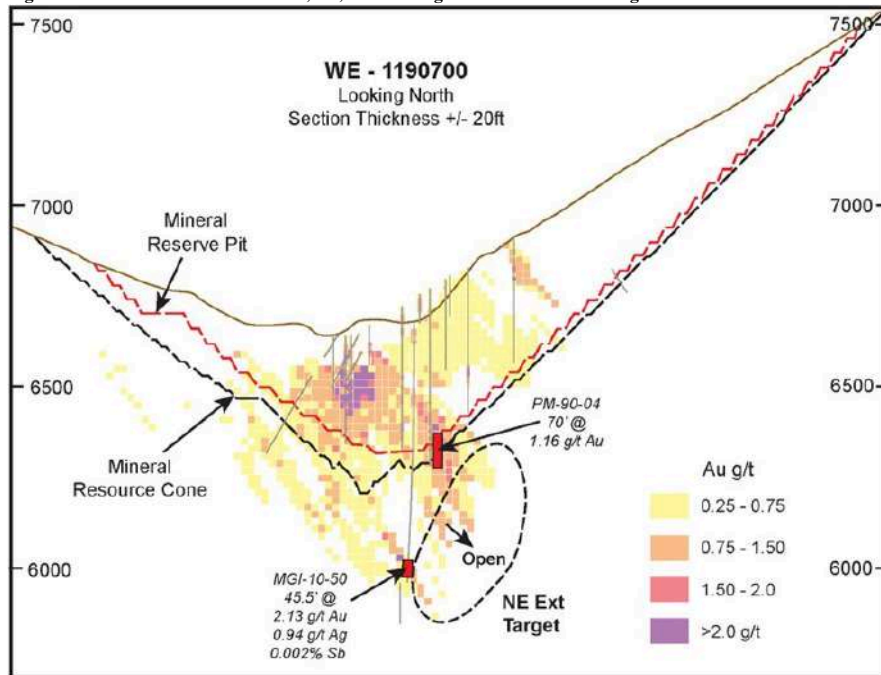 7500
7500
WE - 1190700
Looking North
Section Thickness +/- 20ft
7000
7000
Mineral
Reserve Pit
6500
6500
PM-90-04
70' @
1.16 g/t Au
Mineral
Resource Cone
Au g/t
0.25 - 0.75
0.75 - 1.50
1.50 - 2.0
>2.0 g/t
6000
6000
Open
MGI-10-50
45.5' @
2.13 g/t Au
0.94 g/t Ag
0.002% Sb
NE Ext
Target